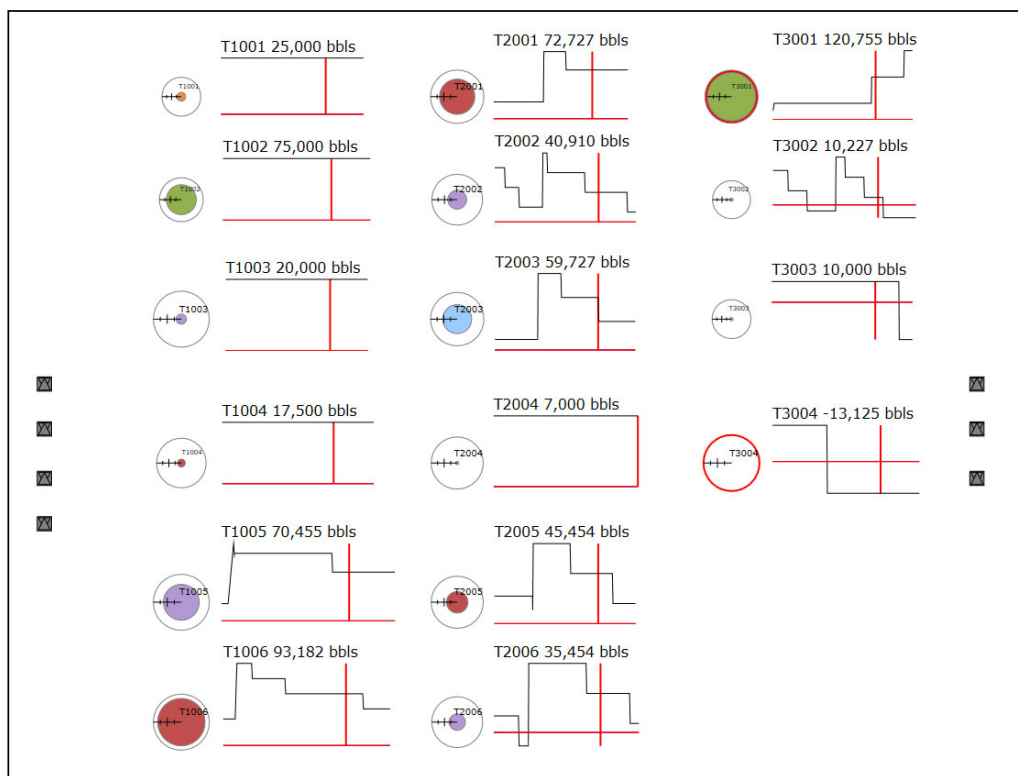 T1001 25,000 bbls
T1001
T2001 72,727 bbls
T2001
T3001 120,755 bbls
T3001
T1002 75,000 bbls
T1002
T2002 40,910 bbls
T2002
T3002 10,227 bbls
T3002
T1003 20,000 bbls
T1003
T2003 59,727 bbls
T2003
T3003 10,000 bbls
T3003
T1004 17,500 bbls
T1004
T2004 7,000 bbls
T2004
T3004 -13,125 bbls
T3004
T1005 70,455 bbls
T1005
T2005 45,454 bbls
T2005
T1006 93,182 bbls
T1006
T2006 35,454 bbls
T2006